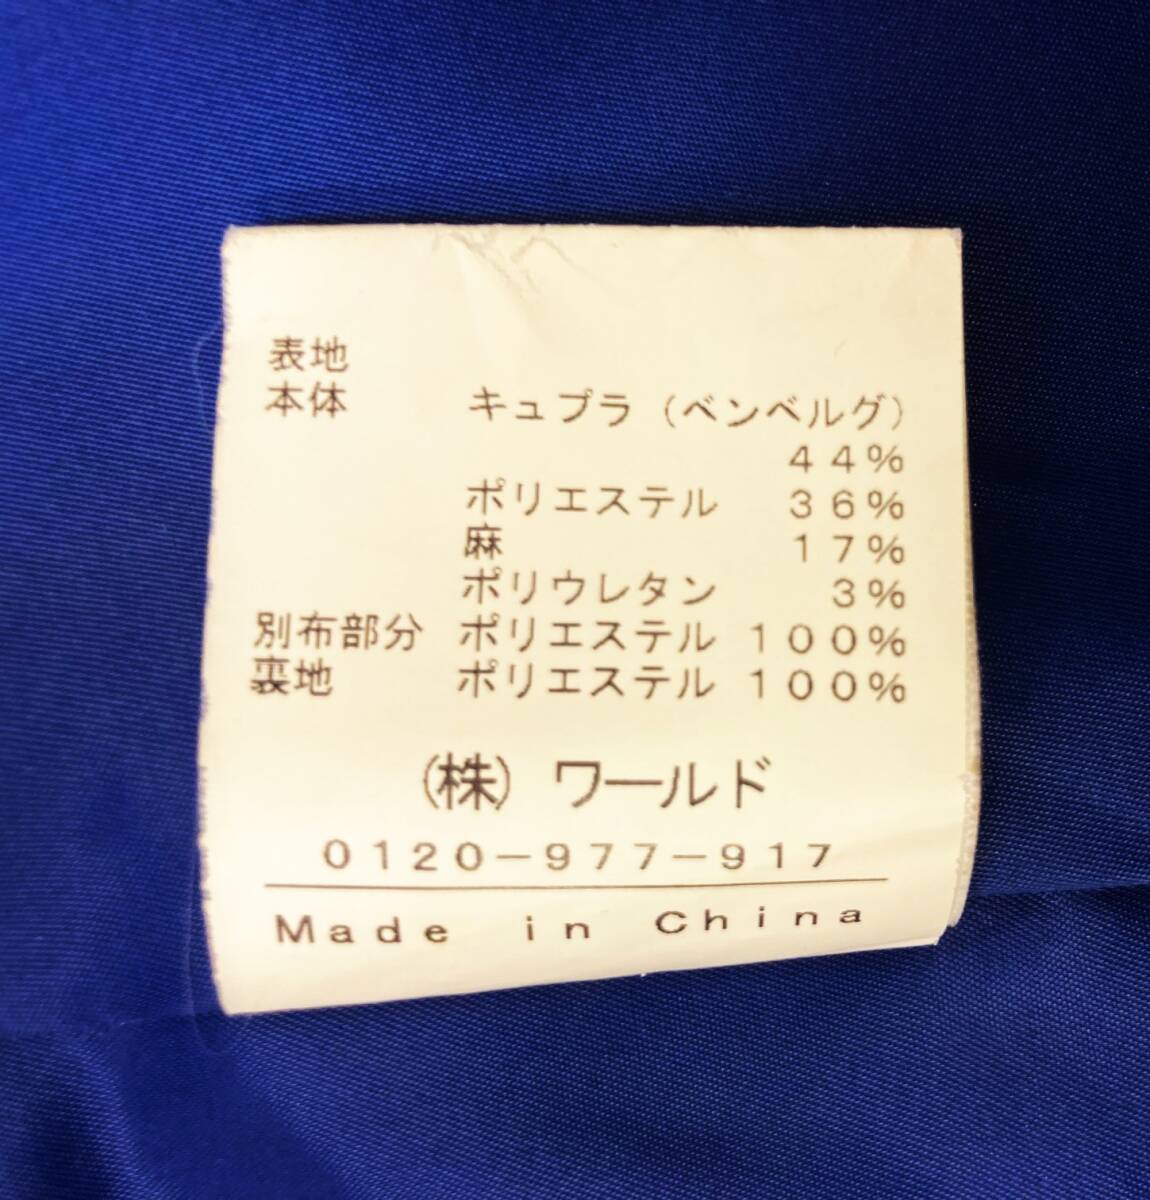 表地
本体 キュプラ（ベンベルグ）
４４％
ポリエステル ３６％
麻 １７％
ポリウレタン ３％
別布部分 ポリエステル １００％
裏地 ポリエステル １００％
（株）ワールド
０１２０－９７７－９１７
Made in China